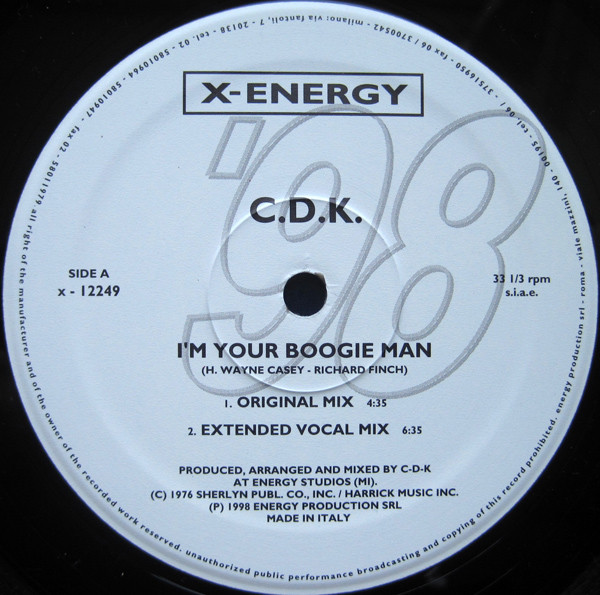 X-ENERGY
'98
C.D.K.
SIDE A
x - 12249
33 1/3 rpm
s.i.a.e.
I'M YOUR BOOGIE MAN
(H. WAYNE CASEY - RICHARD FINCH)
1. ORIGINAL MIX 4:35
2. EXTENDED VOCAL MIX 6:35
PRODUCED, ARRANGED AND MIXED BY C-D-K
AT ENERGY STUDIOS (MI).
(C) 1976 SHERLYN PUBL. CO., INC. / HARRICK MUSIC INC.
(P) 1998 ENERGY PRODUCTION SRL
MADE IN ITALY
all right of the manufacturer and of the owner of the recorded work reserved. unauthorized public performance broadcasting and copying of this record prohibited. energy production srl - roma - viale mazzini, 140 - 00195 - tel. 06 / 37516950 - fax 06 / 3700542 - milano: via fantoli, 7 - 20138 - tel. 02 - 58010964 - 58010947 - fax 02 - 58011979